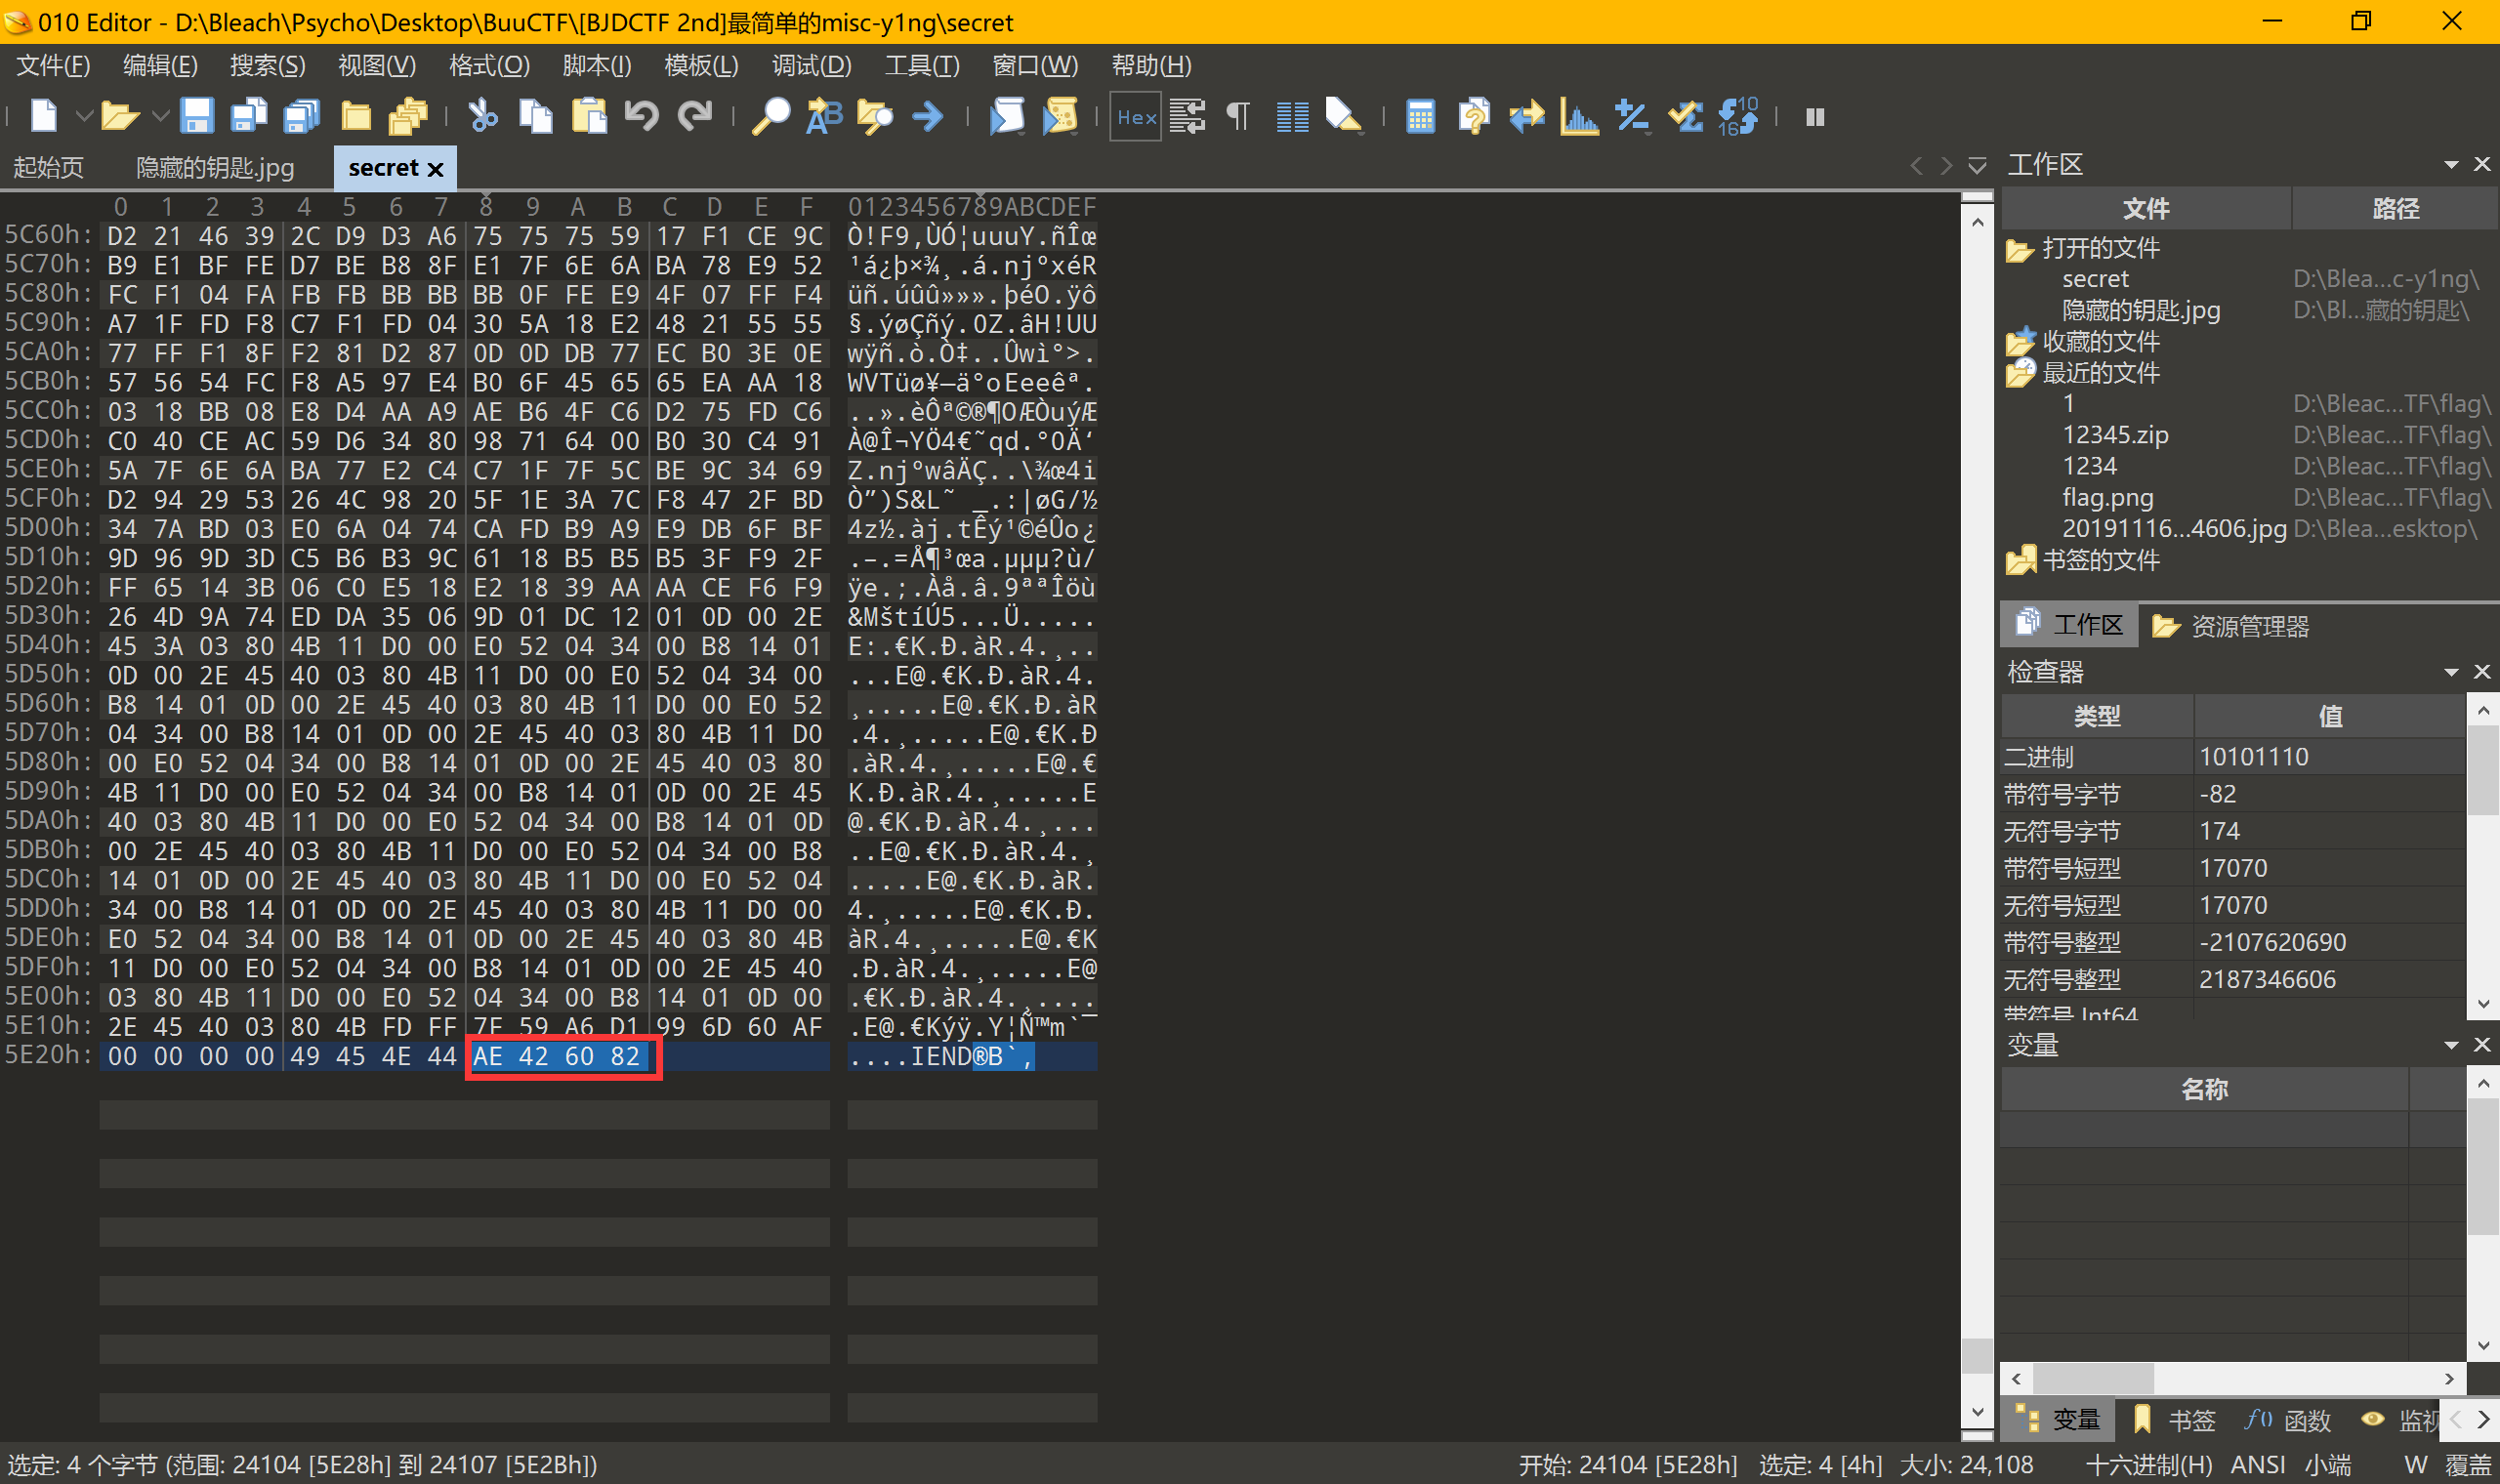 010 Editor - D:\Bleach\Psycho\Desktop\BuuCTF\[BJDCTF 2nd]最简单的misc-y1ng\secret
文件(F) 编辑(E) 搜索(S) 视图(V) 格式(O) 脚本(I) 模板(L) 调试(D) 工具(T) 窗口(W) 帮助(H)
Hex
起始页 隐藏的钥匙.jpg secret
0 1 2 3 4 5 6 7 8 9 A B C D E F 0123456789ABCDEF
5C60h: D2 21 46 39 2C D9 D3 A6 75 75 75 59 17 F1 CE 9C Ò!F9,ÙÓ¦uuuY.ñÎœ
5C70h: B9 E1 BF FE D7 BE B8 8F E1 7F 6E 6A BA 78 E9 52 ¹á¿þ×¾¸.á.njºxéR
5C80h: FC F1 04 FA FB FB BB BB BB 0F FE E9 4F 07 FF F4 üñ.úûû»»».þéO.ÿô
5C90h: A7 1F FD F8 C7 F1 FD 04 30 5A 18 E2 48 21 55 55 §.ýøÇñý.0Z.âH!UU
5CA0h: 77 FF F1 8F F2 81 D2 87 0D 0D DB 77 EC B0 3E 0E wÿñ.ò.Ò‡..Ûwì°>.
5CB0h: 57 56 54 FC F8 A5 97 E4 B0 6F 45 65 65 EA AA 18 WVTüø¥—ä°oEeeêª.
5CC0h: 03 18 BB 08 E8 D4 AA A9 AE B6 4F C6 D2 75 FD C6 ..».èÔª©®¶OÆÒuýÆ
5CD0h: C0 40 CE AC 59 D6 34 80 98 71 64 00 B0 30 C4 91 À@Î¬YÖ4€˜qd.°0Ä‘
5CE0h: 5A 7F 6E 6A BA 77 E2 C4 C7 1F 7F 5C BE 9C 34 69 Z.njºwâÄÇ..\¾œ4i
5CF0h: D2 94 29 53 26 4C 98 20 5F 1E 3A 7C F8 47 2F BD Ò”)S&L˜ _.:|øG/½
5D00h: 34 7A BD 03 E0 6A 04 74 CA FD B9 A9 E9 DB 6F BF 4z½.àj.tÊý¹©éÛo¿
5D10h: 9D 96 9D 3D C5 B6 B3 9C 61 18 B5 B5 B5 3F F9 2F .–.=Å¶³œa.µµµ?ù/
5D20h: FF 65 14 3B 06 C0 E5 18 E2 18 39 AA AA CE F6 F9 ÿe.;.Àå.â.9ªªÎöù
5D30h: 26 4D 9A 74 ED DA 35 06 9D 01 DC 12 01 0D 00 2E &MštíÚ5...Ü.....
5D40h: 45 3A 03 80 4B 11 D0 00 E0 52 04 34 00 B8 14 01 E:.€K.Ð.àR.4.¸..
5D50h: 0D 00 2E 45 40 03 80 4B 11 D0 00 E0 52 04 34 00 ...E@.€K.Ð.àR.4.
5D60h: B8 14 01 0D 00 2E 45 40 03 80 4B 11 D0 00 E0 52 ¸.....E@.€K.Ð.àR
5D70h: 04 34 00 B8 14 01 0D 00 2E 45 40 03 80 4B 11 D0 .4.¸.....E@.€K.Ð
5D80h: 00 E0 52 04 34 00 B8 14 01 0D 00 2E 45 40 03 80 .àR.4.¸.....E@.€
5D90h: 4B 11 D0 00 E0 52 04 34 00 B8 14 01 0D 00 2E 45 K.Ð.àR.4.¸.....E
5DA0h: 40 03 80 4B 11 D0 00 E0 52 04 34 00 B8 14 01 0D @.€K.Ð.àR.4.¸...
5DB0h: 00 2E 45 40 03 80 4B 11 D0 00 E0 52 04 34 00 B8 ..E@.€K.Ð.àR.4.¸
5DC0h: 14 01 0D 00 2E 45 40 03 80 4B 11 D0 00 E0 52 04 .....E@.€K.Ð.àR.
5DD0h: 34 00 B8 14 01 0D 00 2E 45 40 03 80 4B 11 D0 00 4.¸.....E@.€K.Ð.
5DE0h: E0 52 04 34 00 B8 14 01 0D 00 2E 45 40 03 80 4B àR.4.¸.....E@.€K
5DF0h: 11 D0 00 E0 52 04 34 00 B8 14 01 0D 00 2E 45 40 .Ð.àR.4.¸.....E@
5E00h: 03 80 4B 11 D0 00 E0 52 04 34 00 B8 14 01 0D 00 .€K.Ð.àR.4.¸....
5E10h: 2E 45 40 03 80 4B FD FF 7F 59 A6 D1 99 6D 60 AF .E@.€Kýÿ.Y¦Ñ™m`¯
5E20h: 00 00 00 00 49 45 4E 44 AE 42 60 82 ....IEND®B`‚
工作区
文件 路径
打开的文件
secret D:\Blea...c-y1ng\
隐藏的钥匙.jpg D:\Bl...藏的钥匙\
收藏的文件
最近的文件
1 D:\Bleac...TF\flag\
12345.zip D:\Bleac...TF\flag\
1234 D:\Bleac...TF\flag\
flag.png D:\Bleac...TF\flag\
20191116...4606.jpg D:\Blea...esktop\
书签的文件
工作区 资源管理器
检查器
类型 值
二进制 10101110
带符号字节 -82
无符号字节 174
带符号短型 17070
无符号短型 17070
带符号整型 -2107620690
无符号整型 2187346606
带符号 Int64
变量
名称
变量 书签 f() 函数 监视
选定: 4 个字节 (范围: 24104 [5E28h] 到 24107 [5E2Bh]) 开始: 24104 [5E28h] 选定: 4 [4h] 大小: 24,108 十六进制(H) ANSI 小端 W 覆盖